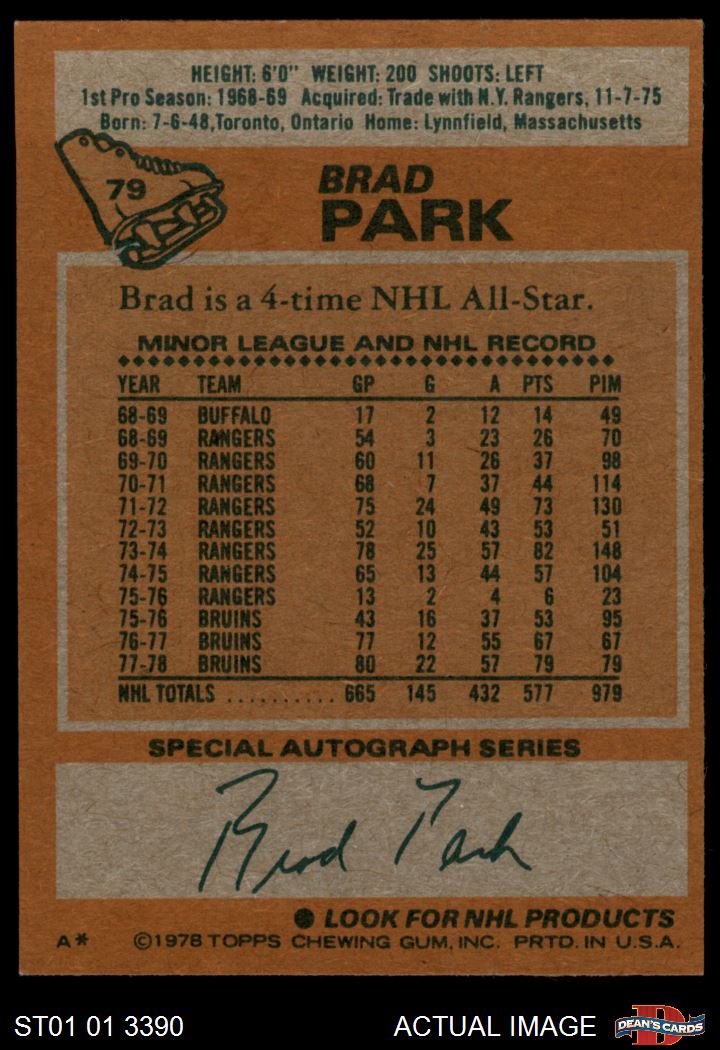 HEIGHT: 6'0" WEIGHT: 200 SHOOTS: LEFT
1st Pro Season: 1968-69 Acquired: Trade with N.Y. Rangers, 11-7-75
Born: 7-6-48, Toronto, Ontario Home: Lynnfield, Massachusetts
79
BRAD
PARK
Brad is a 4-time NHL All-Star.
MINOR LEAGUE AND NHL RECORD
YEAR TEAM GP G A PTS PIM
68-69 BUFFALO 17 2 12 14 49
68-69 RANGERS 54 3 23 26 70
69-70 RANGERS 60 11 26 37 98
70-71 RANGERS 68 7 37 44 114
71-72 RANGERS 75 24 49 73 130
72-73 RANGERS 52 10 43 53 51
73-74 RANGERS 78 25 57 82 148
74-75 RANGERS 65 13 44 57 104
75-76 RANGERS 13 2 4 6 23
75-76 BRUINS 43 16 37 53 95
76-77 BRUINS 77 12 55 67 67
77-78 BRUINS 80 22 57 79 79
NHL TOTALS .......... 665 145 432 577 979
SPECIAL AUTOGRAPH SERIES
Brad Park
● LOOK FOR NHL PRODUCTS
A* ©1978 TOPPS CHEWING GUM, INC. PRTD. IN U.S.A.
ST01 01 3390 ACTUAL IMAGE D DEAN'S CARDS